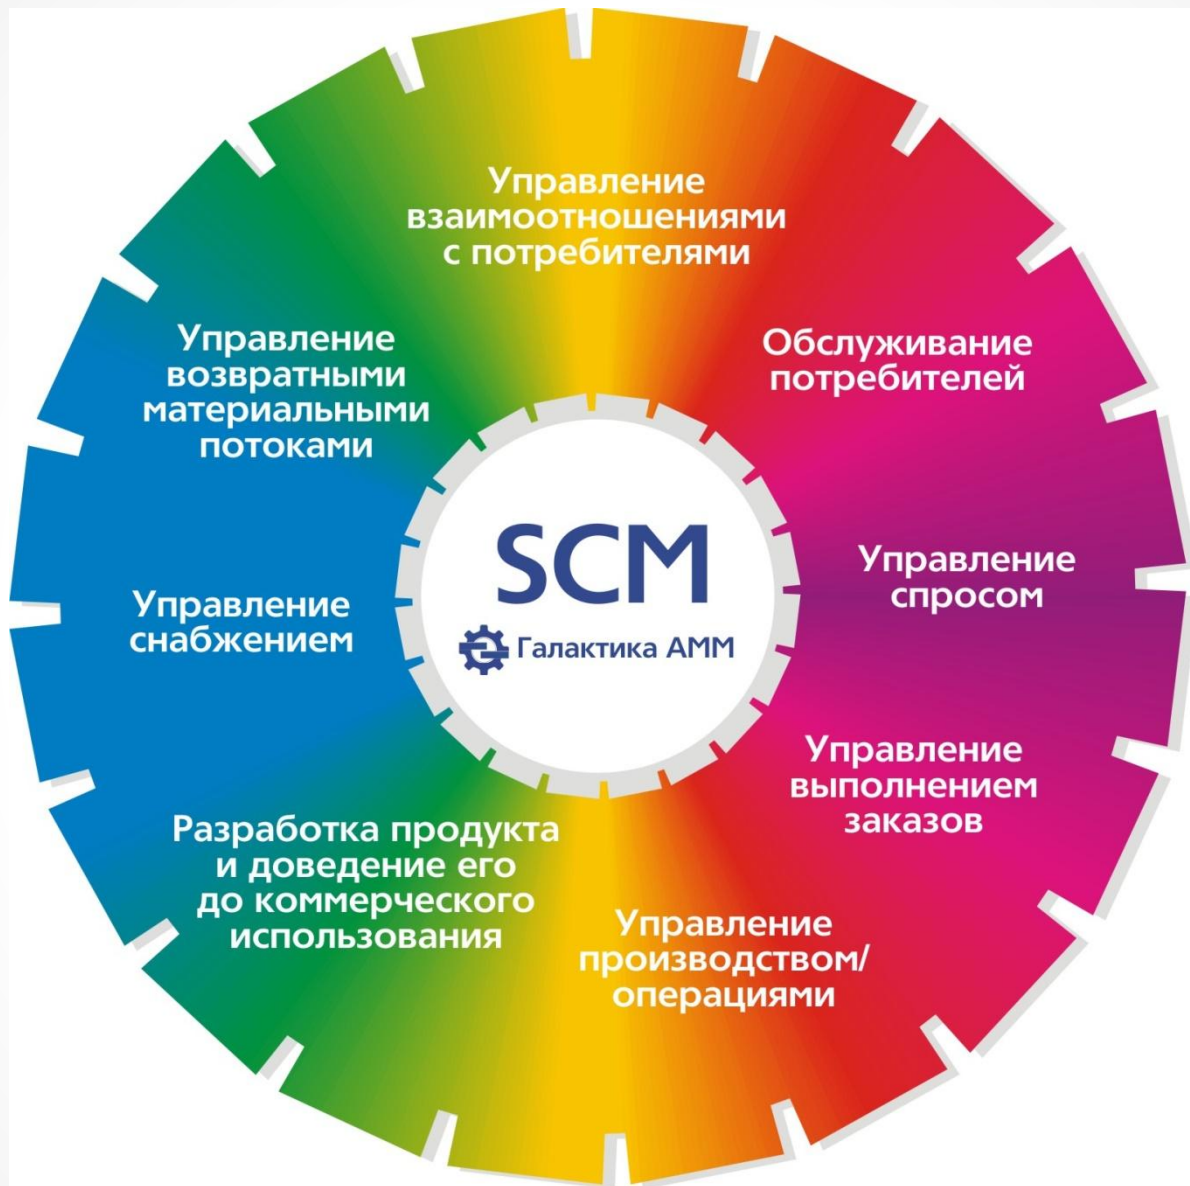 Управление
взаимоотношениями
с потребителями
Обслуживание
потребителей
Управление
спросом
Управление
выполнением
заказов
Управление
производством/
операциями
Разработка продукта
и доведение его
до коммерческого
использования
Управление
снабжением
Управление
возвратными
материальными
потоками
SCM
Галактика АММ